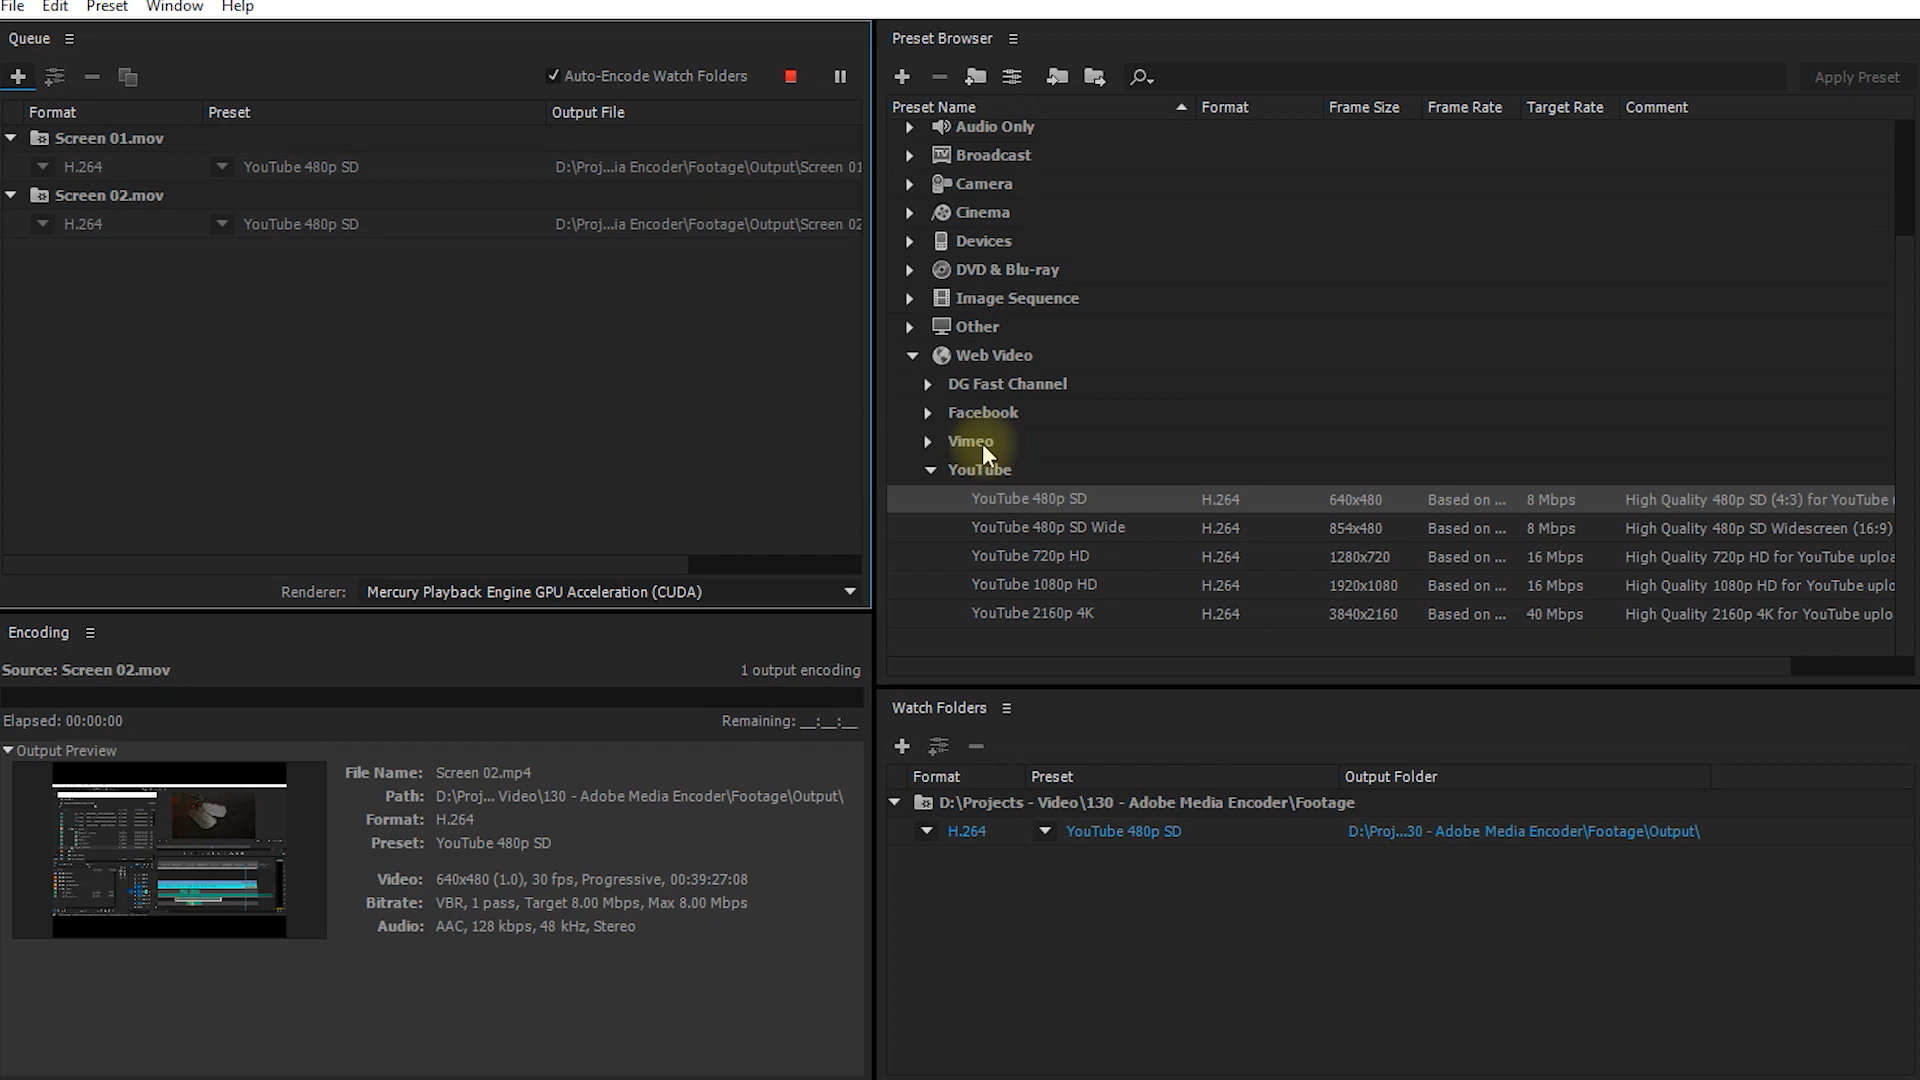 File Edit Preset Window Help
Queue
Auto-Encode Watch Folders
Format Preset Output File
Screen 01.mov
H.264 YouTube 480p SD D:\Proj...ia Encoder\Footage\Output\Screen 01
Screen 02.mov
H.264 YouTube 480p SD D:\Proj...ia Encoder\Footage\Output\Screen 02
Renderer: Mercury Playback Engine GPU Acceleration (CUDA)
Encoding
Source: Screen 02.mov 1 output encoding
Elapsed: 00:00:00 Remaining: __:__:__
Output Preview
File Name: Screen 02.mp4
Path: D:\Proj... Video\130 - Adobe Media Encoder\Footage\Output\
Format: H.264
Preset: YouTube 480p SD
Video: 640x480 (1.0), 30 fps, Progressive, 00:39:27:08
Bitrate: VBR, 1 pass, Target 8.00 Mbps, Max 8.00 Mbps
Audio: AAC, 128 kbps, 48 kHz, Stereo
Preset Browser
Apply Preset
Preset Name Format Frame Size Frame Rate Target Rate Comment
Audio Only
Broadcast
Camera
Cinema
Devices
DVD & Blu-ray
Image Sequence
Other
Web Video
DG Fast Channel
Facebook
Vimeo
YouTube
YouTube 480p SD H.264 640x480 Based on ... 8 Mbps High Quality 480p SD (4:3) for YouTube
YouTube 480p SD Wide H.264 854x480 Based on ... 8 Mbps High Quality 480p SD Widescreen (16:9)
YouTube 720p HD H.264 1280x720 Based on ... 16 Mbps High Quality 720p HD for YouTube uploa
YouTube 1080p HD H.264 1920x1080 Based on ... 16 Mbps High Quality 1080p HD for YouTube uplo
YouTube 2160p 4K H.264 3840x2160 Based on ... 40 Mbps High Quality 2160p 4K for YouTube uplo
Watch Folders
Format Preset Output Folder
D:\Projects - Video\130 - Adobe Media Encoder\Footage
H.264 YouTube 480p SD D:\Proj...30 - Adobe Media Encoder\Footage\Output\